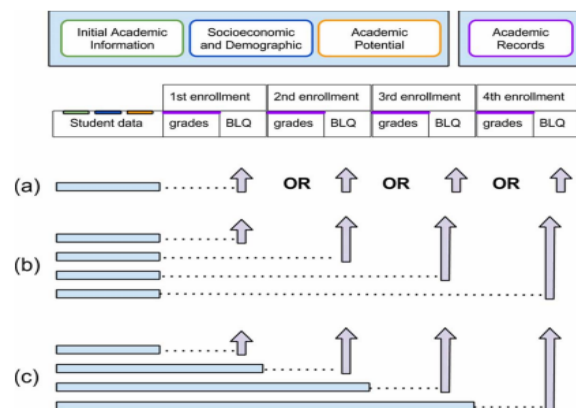 Initial Academic
Information
Socioeconomic
and Demographic
Academic
Potential
Academic
Records
1st enrollment
2nd enrollment
3rd enrollment
4th enrollment
Student data
grades
BLQ
grades
BLQ
grades
BLQ
grades
BLQ
(a)
OR
OR
OR
(b)
(c)